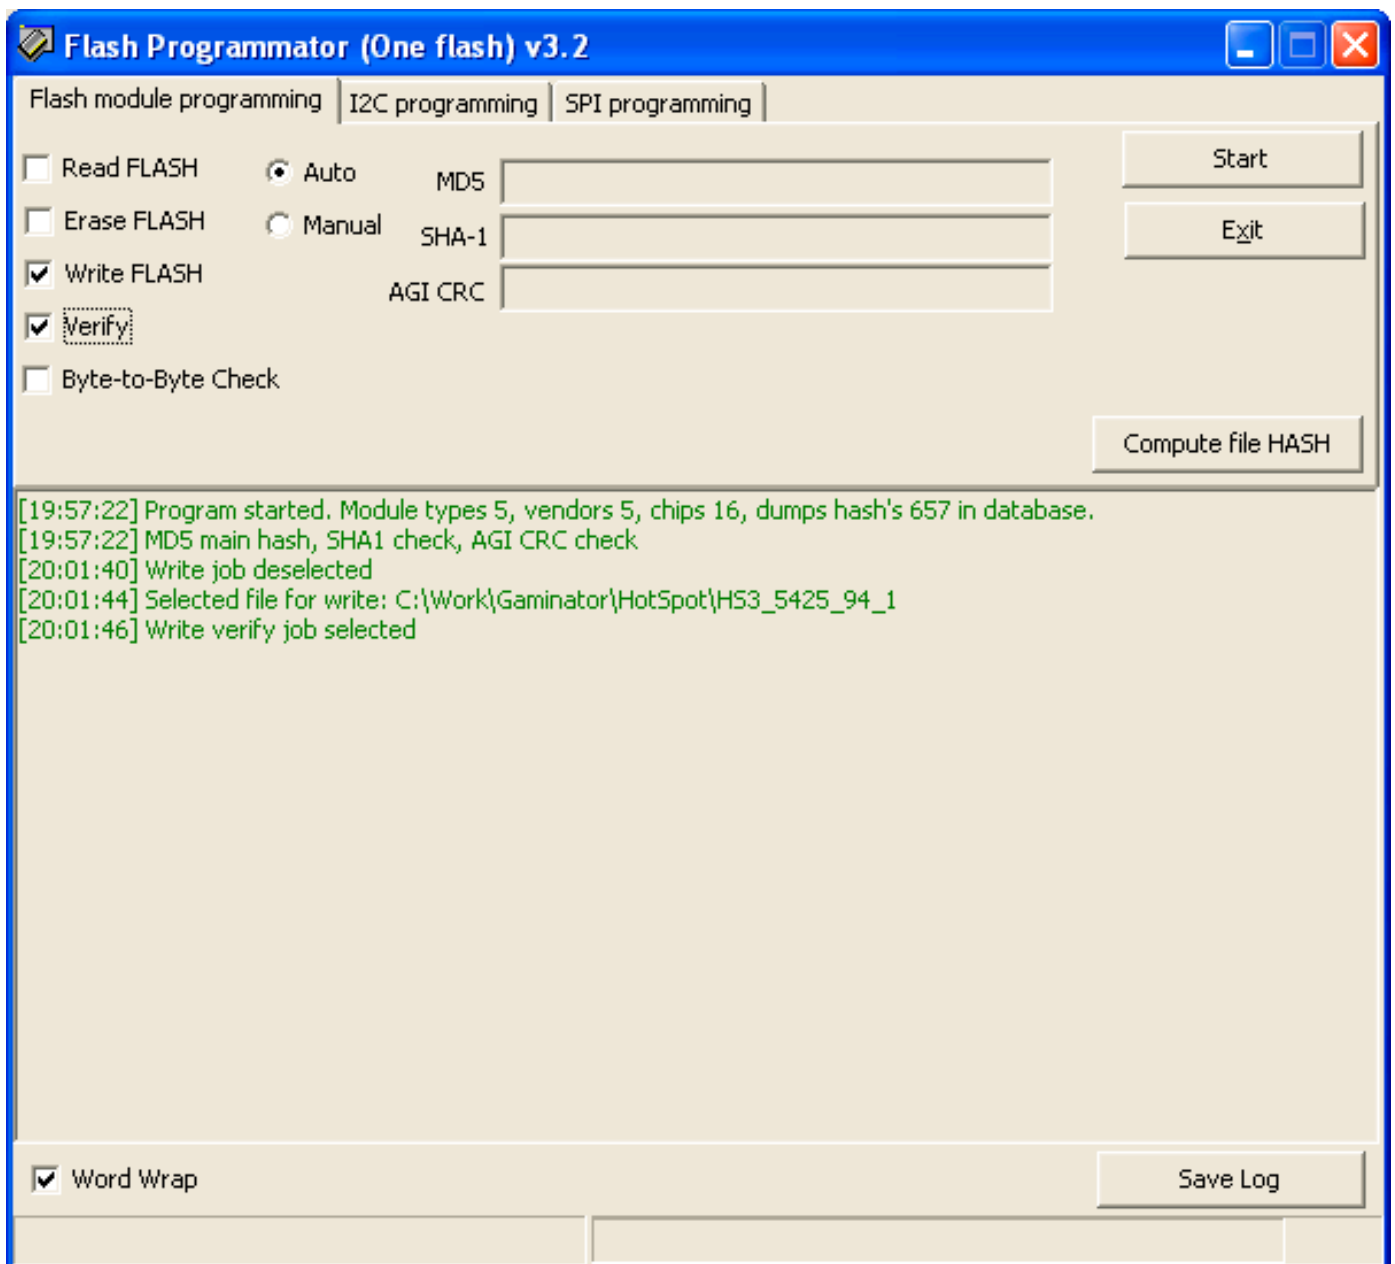 Flash Programmator (One flash) v3.2
Flash module programming I2C programming SPI programming
Read FLASH Auto MD5 Start
Erase FLASH Manual SHA-1 Exit
Write FLASH AGI CRC
Verify
Byte-to-Byte Check
Compute file HASH
[19:57:22] Program started. Module types 5, vendors 5, chips 16, dumps hash's 657 in database.
[19:57:22] MD5 main hash, SHA1 check, AGI CRC check
[20:01:40] Write job deselected
[20:01:44] Selected file for write: C:\Work\Gaminator\HotSpot\HS3_5425_94_1
[20:01:46] Write verify job selected
Word Wrap Save Log